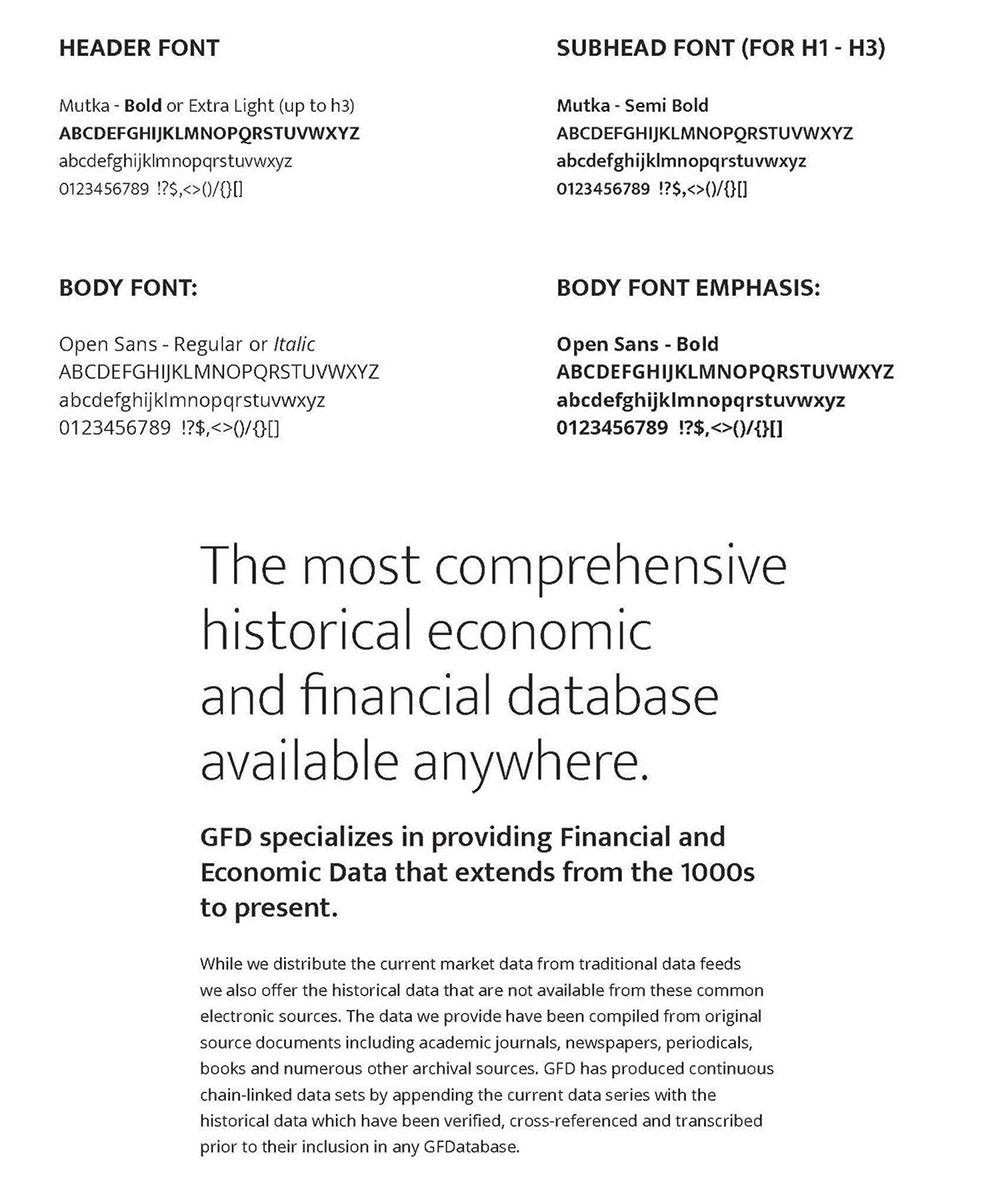 HEADER FONT
Mutka - Bold or Extra Light (up to h3)
ABCDEFGHIJKLMNOPQRSTUVWXYZ
abcdefghijklmnopqrstuvwxyz
0123456789 !?$,<>()/{}[]
SUBHEAD FONT (FOR H1 - H3)
Mutka - Semi Bold
ABCDEFGHIJKLMNOPQRSTUVWXYZ
abcdefghijklmnopqrstuvwxyz
0123456789 !?$,<>()/{}[]
BODY FONT:
Open Sans - Regular or Italic
ABCDEFGHIJKLMNOPQRSTUVWXYZ
abcdefghijklmnopqrstuvwxyz
0123456789 !?$,<>()/{}[]
BODY FONT EMPHASIS:
Open Sans - Bold
ABCDEFGHIJKLMNOPQRSTUVWXYZ
abcdefghijklmnopqrstuvwxyz
0123456789 !?$,<>()/{}[]
The most comprehensive
historical economic
and financial database
available anywhere.
GFD specializes in providing Financial and
Economic Data that extends from the 1000s
to present.
While we distribute the current market data from traditional data feeds
we also offer the historical data that are not available from these common
electronic sources. The data we provide have been compiled from original
source documents including academic journals, newspapers, periodicals,
books and numerous other archival sources. GFD has produced continuous
chain-linked data sets by appending the current data series with the
historical data which have been verified, cross-referenced and transcribed
prior to their inclusion in any GFDatabase.